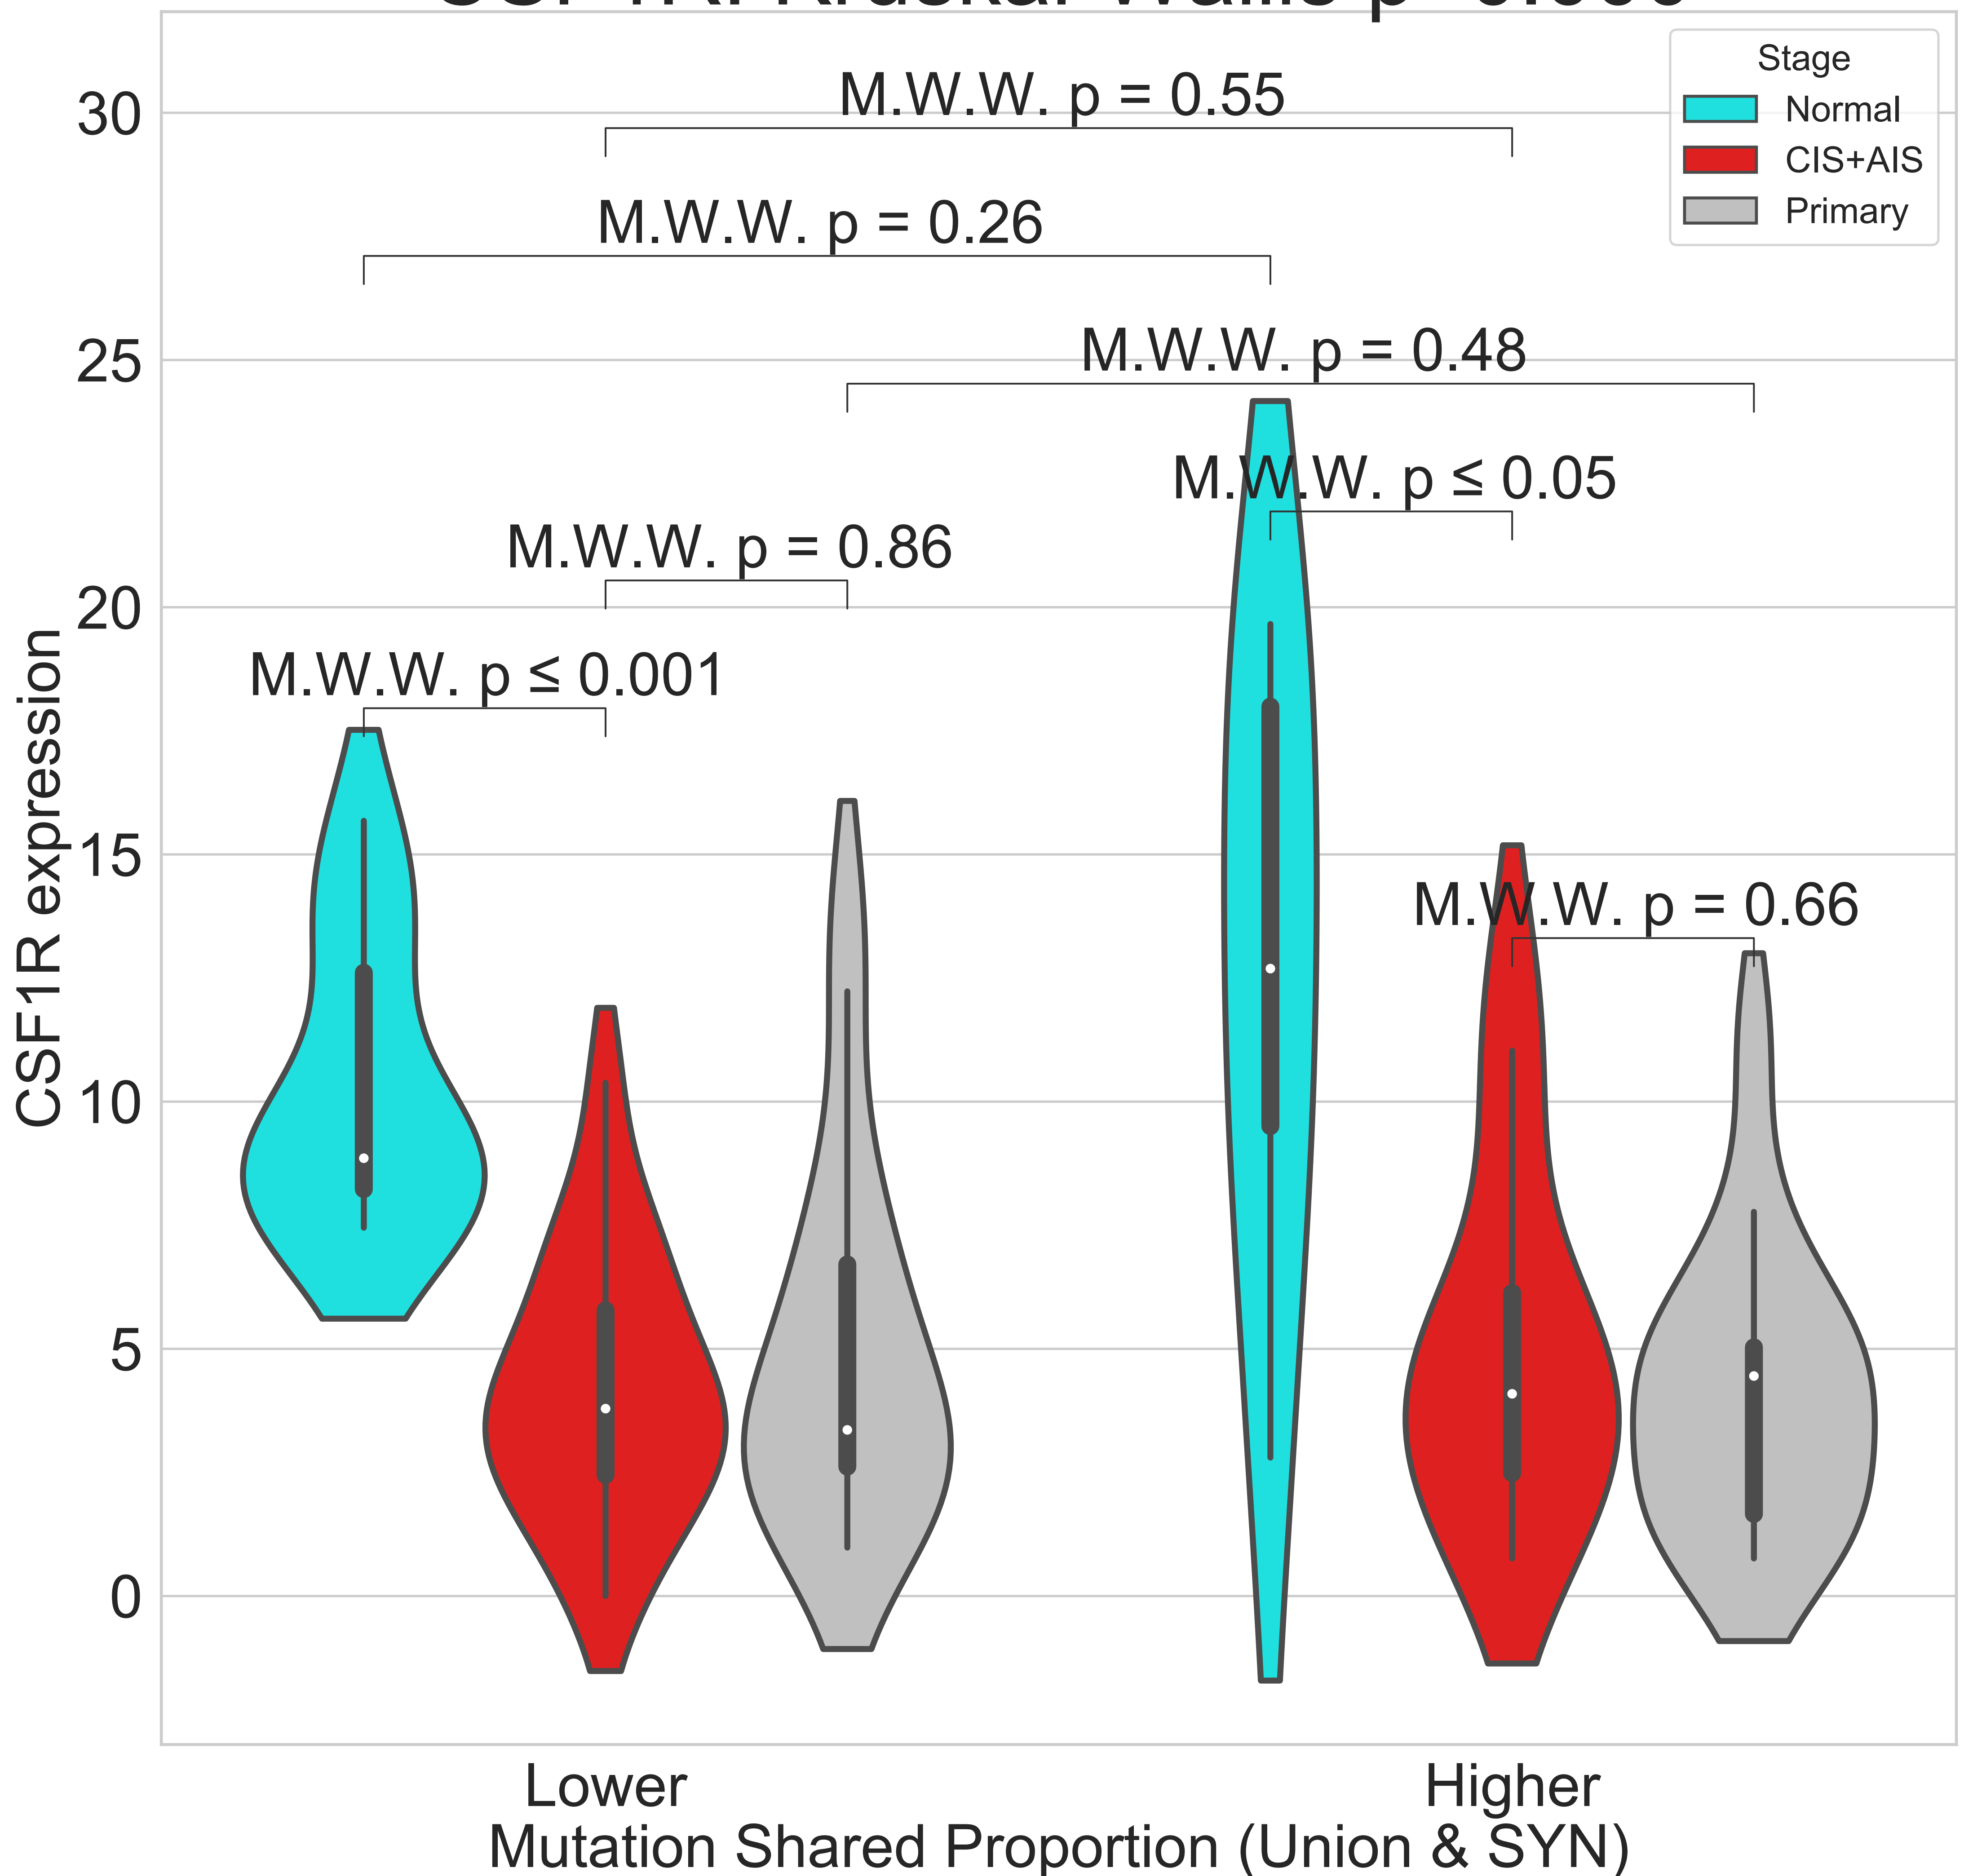 Stage
Normal
CIS+AIS
Primary
M.W.W. p = 0.55
M.W.W. p = 0.26
M.W.W. p = 0.48
M.W.W. p ≤ 0.05
M.W.W. p = 0.86
M.W.W. p ≤ 0.001
M.W.W. p = 0.66
30
25
20
15
10
5
0
CSF1R expression
Lower
Higher
Mutation Shared Proportion (Union & SYN)